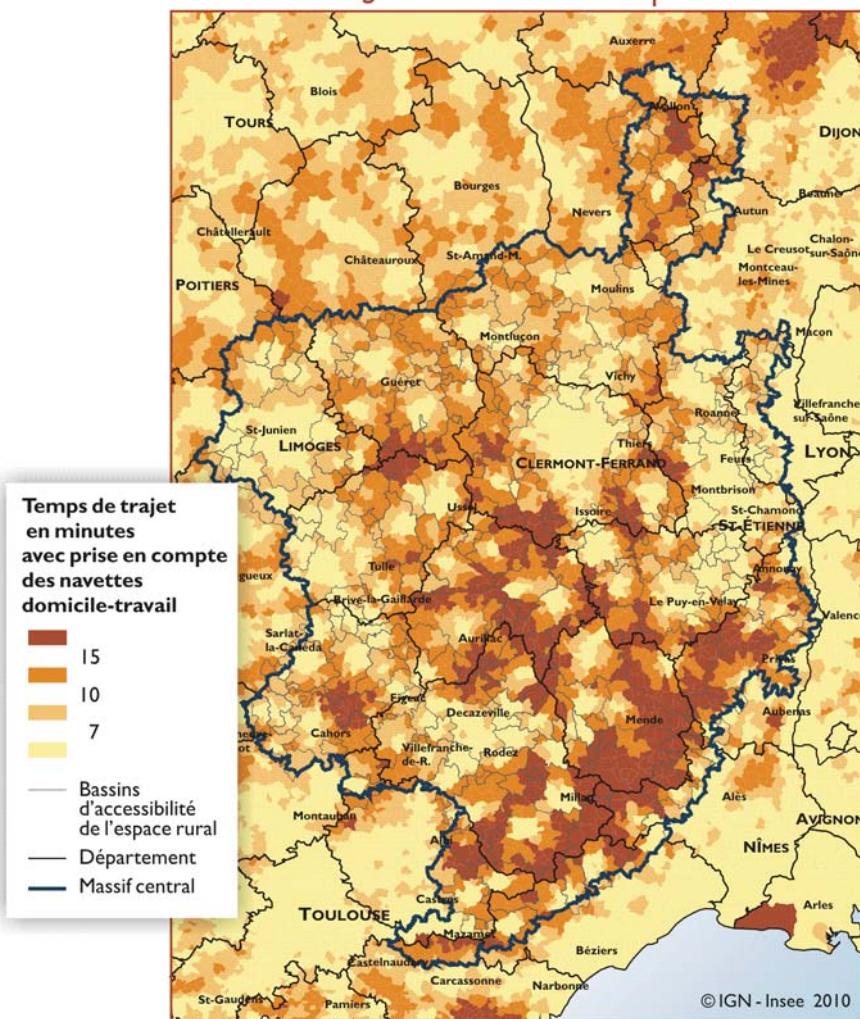 Auxerre
Blois
TOURS
Avallon
DIJON
Bourges
Beaune
Nevers
Autun
Châtellerault
Le Creusot
Chalon-
sur-Saône
Châteauroux
St-Amand-M.
Montceau-
les-Mines
POITIERS
Moulins
Montluçon
Macon
Guéret
Vichy
Villefranche-
sur-Saône
Roanne
St-Junien
LIMOGES
Thiers
LYON
CLERMONT-FERRAND
Feurs
Montbrison
Ussel
Issoire
St-Chamond
ST-ÉTIENNE
Tulle
Annonay
Brive-la-Gaillarde
Le Puy-en-Velay
Valence
Sarlat-
la-Canéda
Aurillac
Privas
Figeac
Decazeville
Mende
Aubenas
Cahors
Villefranche-
de-R.
Rodez
Millau
Alès
Montauban
AVIGNON
Albi
NÎMES
Castres
Arles
TOULOUSE
Mazamet
Béziers
Castelnaudary
Carcassonne
Narbonne
St-Gaudens
Pamiers
Temps de trajet
en minutes
avec prise en compte
des navettes
domicile-travail
15
10
7
Bassins
d'accessibilité
de l'espace rural
Département
Massif central
© IGN - Insee 2010